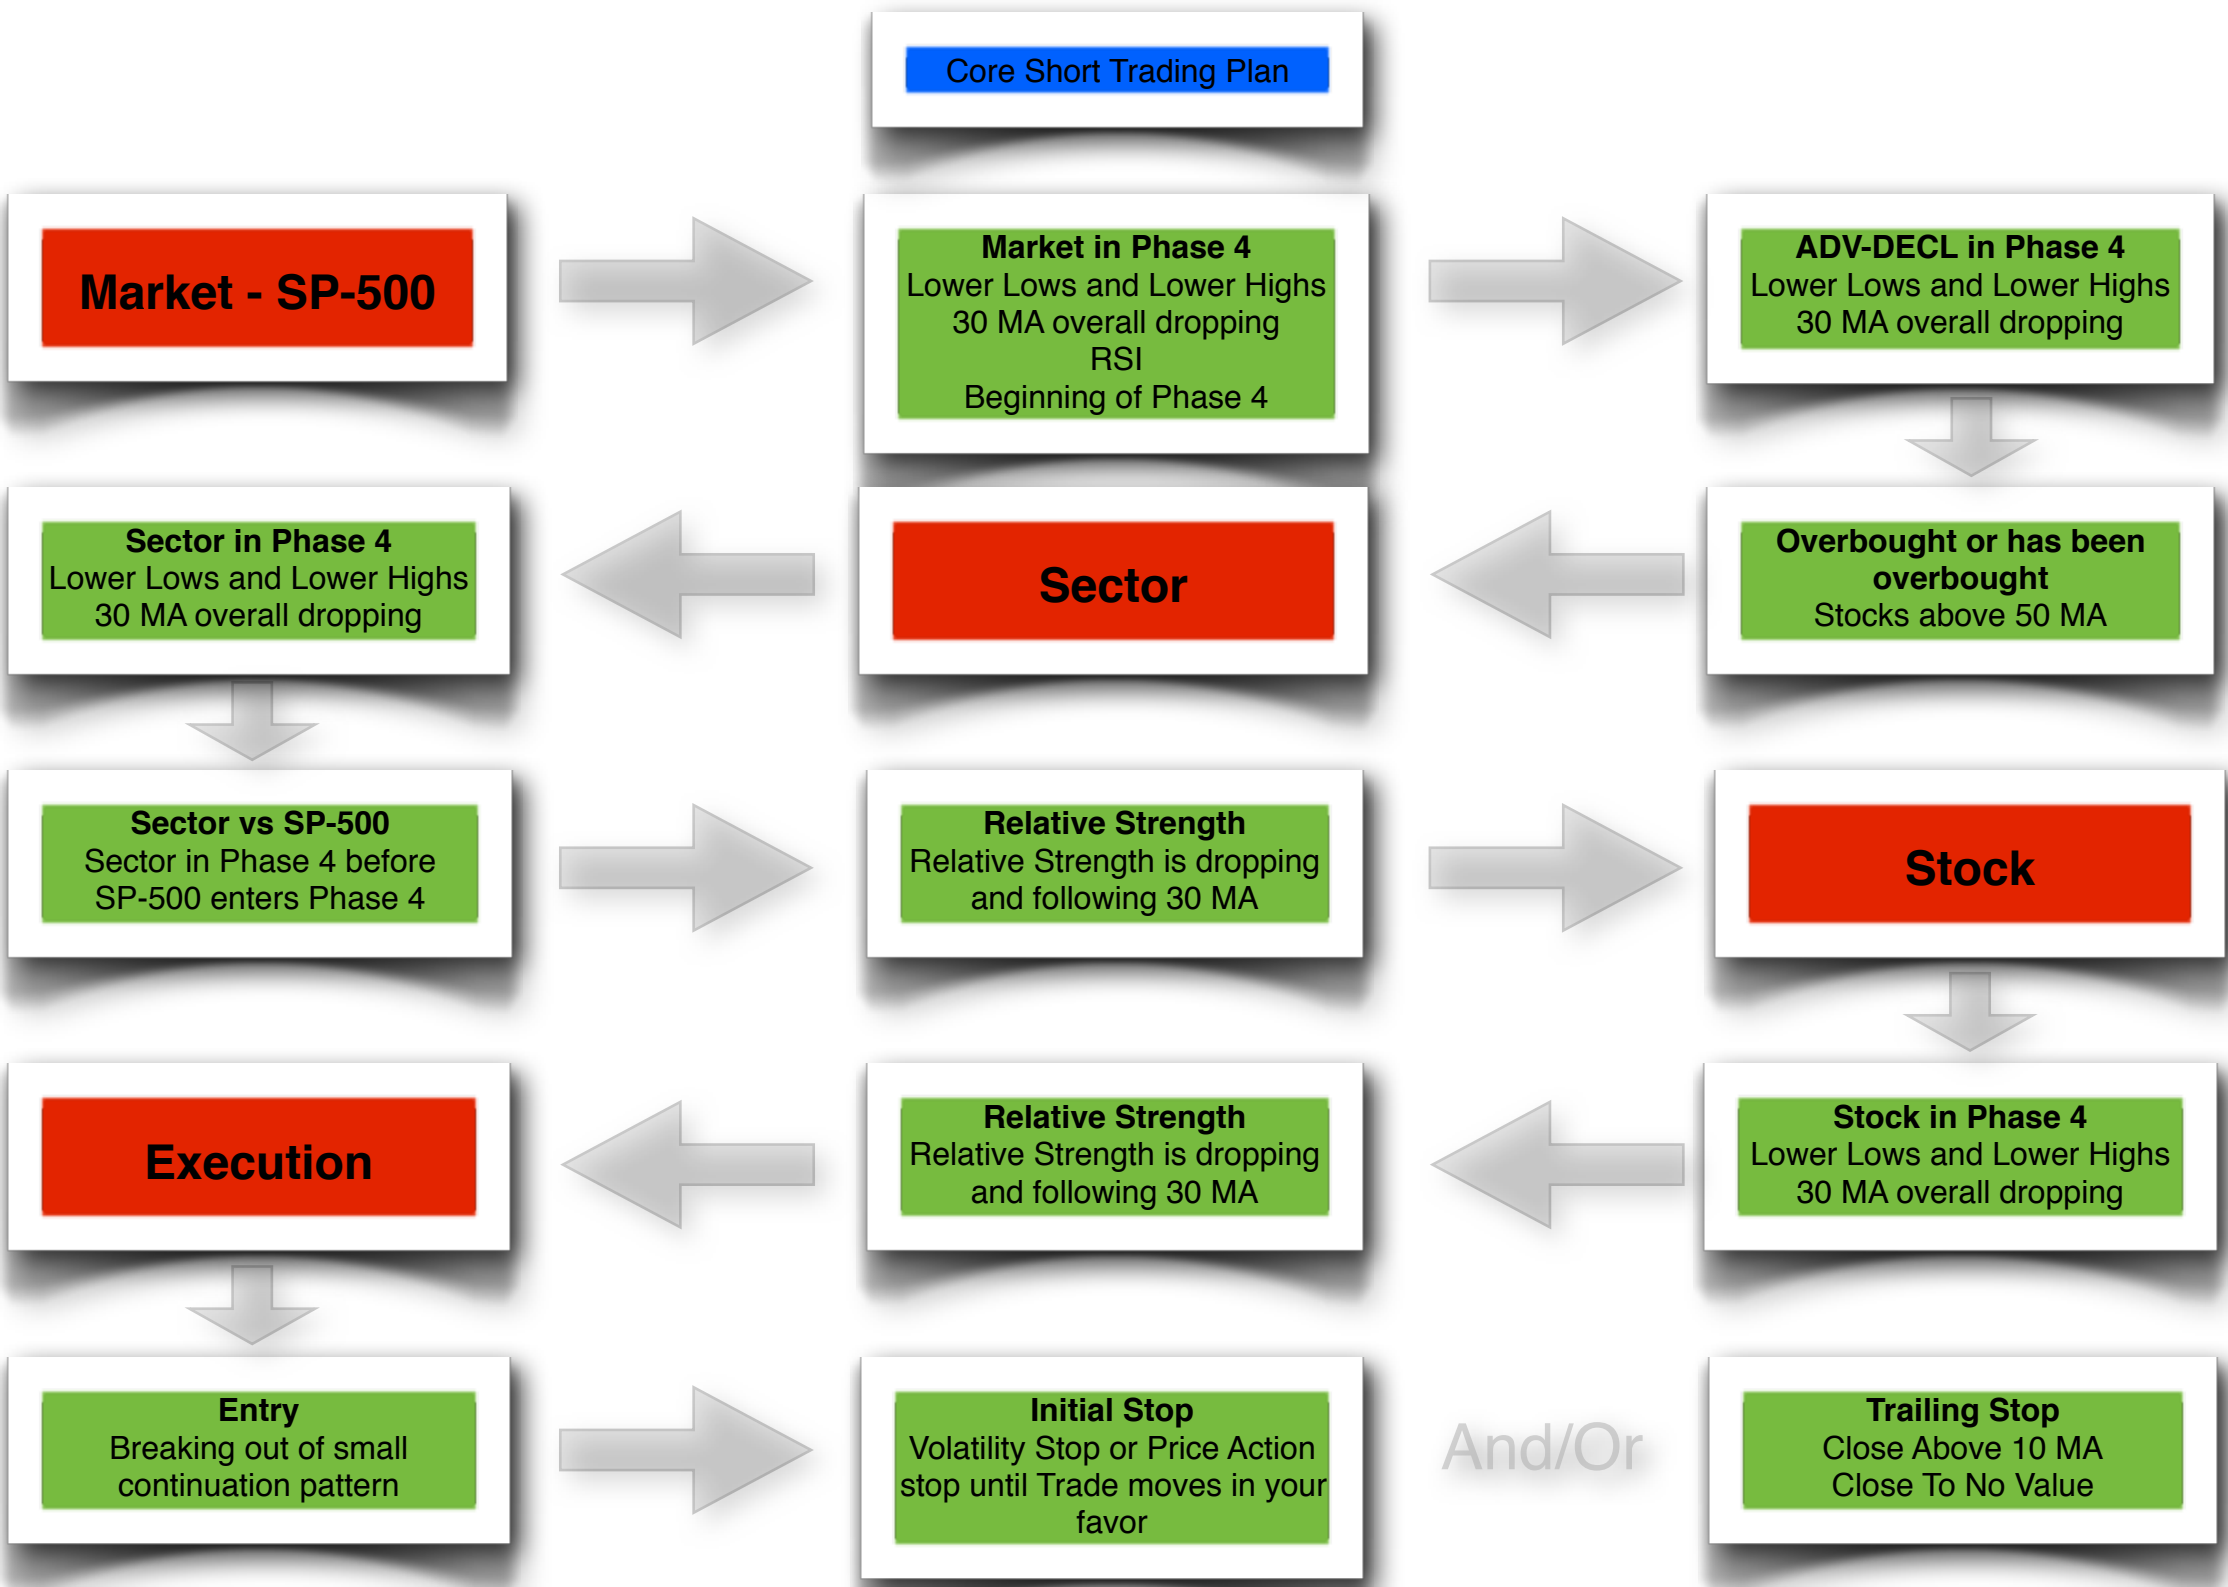 Core Short Trading Plan
Market - SP-500
Market in Phase 4
Lower Lows and Lower Highs
30 MA overall dropping
RSI
Beginning of Phase 4
ADV-DECL in Phase 4
Lower Lows and Lower Highs
30 MA overall dropping
Overbought or has been
overbought
Stocks above 50 MA
Sector
Sector in Phase 4
Lower Lows and Lower Highs
30 MA overall dropping
Sector vs SP-500
Sector in Phase 4 before
SP-500 enters Phase 4
Relative Strength
Relative Strength is dropping
and following 30 MA
Stock
Stock in Phase 4
Lower Lows and Lower Highs
30 MA overall dropping
Relative Strength
Relative Strength is dropping
and following 30 MA
Execution
Entry
Breaking out of small
continuation pattern
Initial Stop
Volatility Stop or Price Action
stop until Trade moves in your
favor
And/Or
Trailing Stop
Close Above 10 MA
Close To No Value